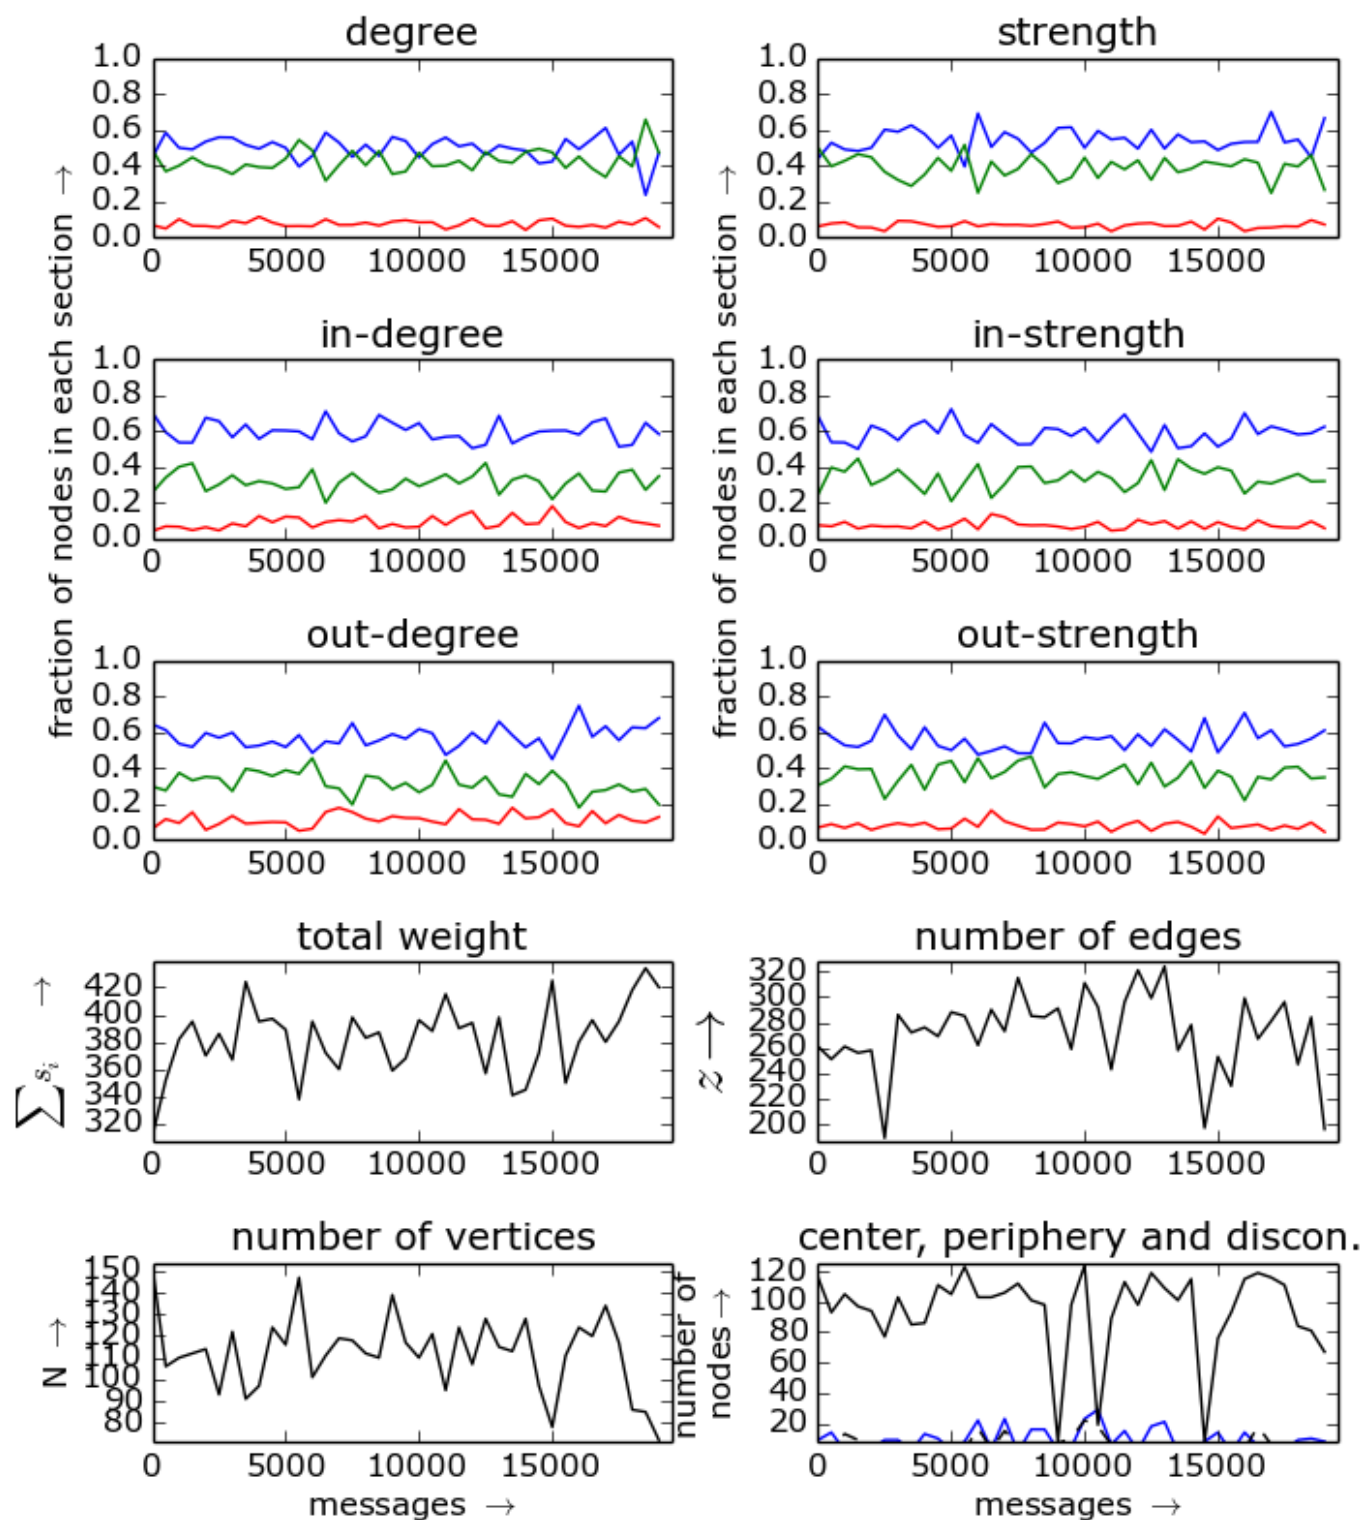 degree
strength
1.0
0.8
0.6
0.4
0.2
0.0
0 5000 10000 15000
1.0
0.8
0.6
0.4
0.2
0.0
0 5000 10000 15000
fraction of nodes in each section →
fraction of nodes in each section →
in-degree
in-strength
1.0
0.8
0.6
0.4
0.2
0.0
0 5000 10000 15000
1.0
0.8
0.6
0.4
0.2
0.0
0 5000 10000 15000
out-degree
out-strength
1.0
0.8
0.6
0.4
0.2
0.0
0 5000 10000 15000
1.0
0.8
0.6
0.4
0.2
0.0
0 5000 10000 15000
total weight
number of edges
∑ s_i →
420
400
380
360
340
320
0 5000 10000 15000
z →
320
300
280
260
240
220
200
0 5000 10000 15000
number of vertices
center, periphery and discon.
N →
150
140
130
120
110
100
90
80
0 5000 10000 15000
messages →
number of
nodes →
120
100
80
60
40
20
0 5000 10000 15000
messages →